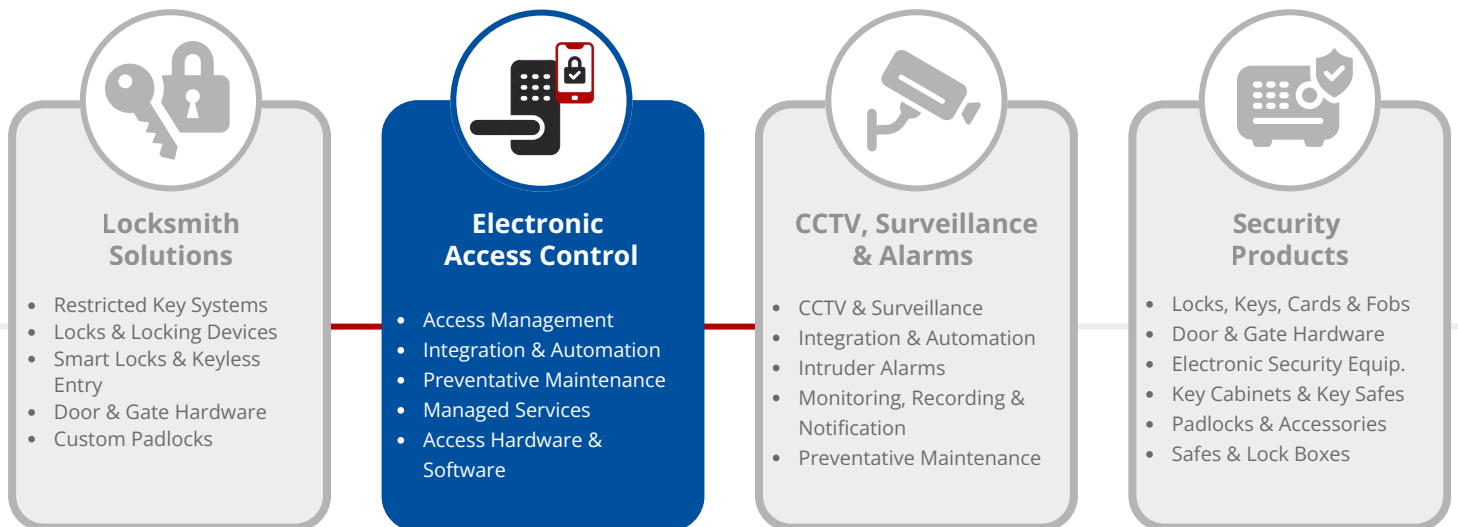 Locksmith
Solutions
• Restricted Key Systems
• Locks & Locking Devices
• Smart Locks & Keyless
Entry
• Door & Gate Hardware
• Custom Padlocks
Electronic
Access Control
• Access Management
• Integration & Automation
• Preventative Maintenance
• Managed Services
• Access Hardware &
Software
CCTV, Surveillance
& Alarms
• CCTV & Surveillance
• Integration & Automation
• Intruder Alarms
• Monitoring, Recording &
Notification
• Preventative Maintenance
Security
Products
• Locks, Keys, Cards & Fobs
• Door & Gate Hardware
• Electronic Security Equip.
• Key Cabinets & Key Safes
• Padlocks & Accessories
• Safes & Lock Boxes